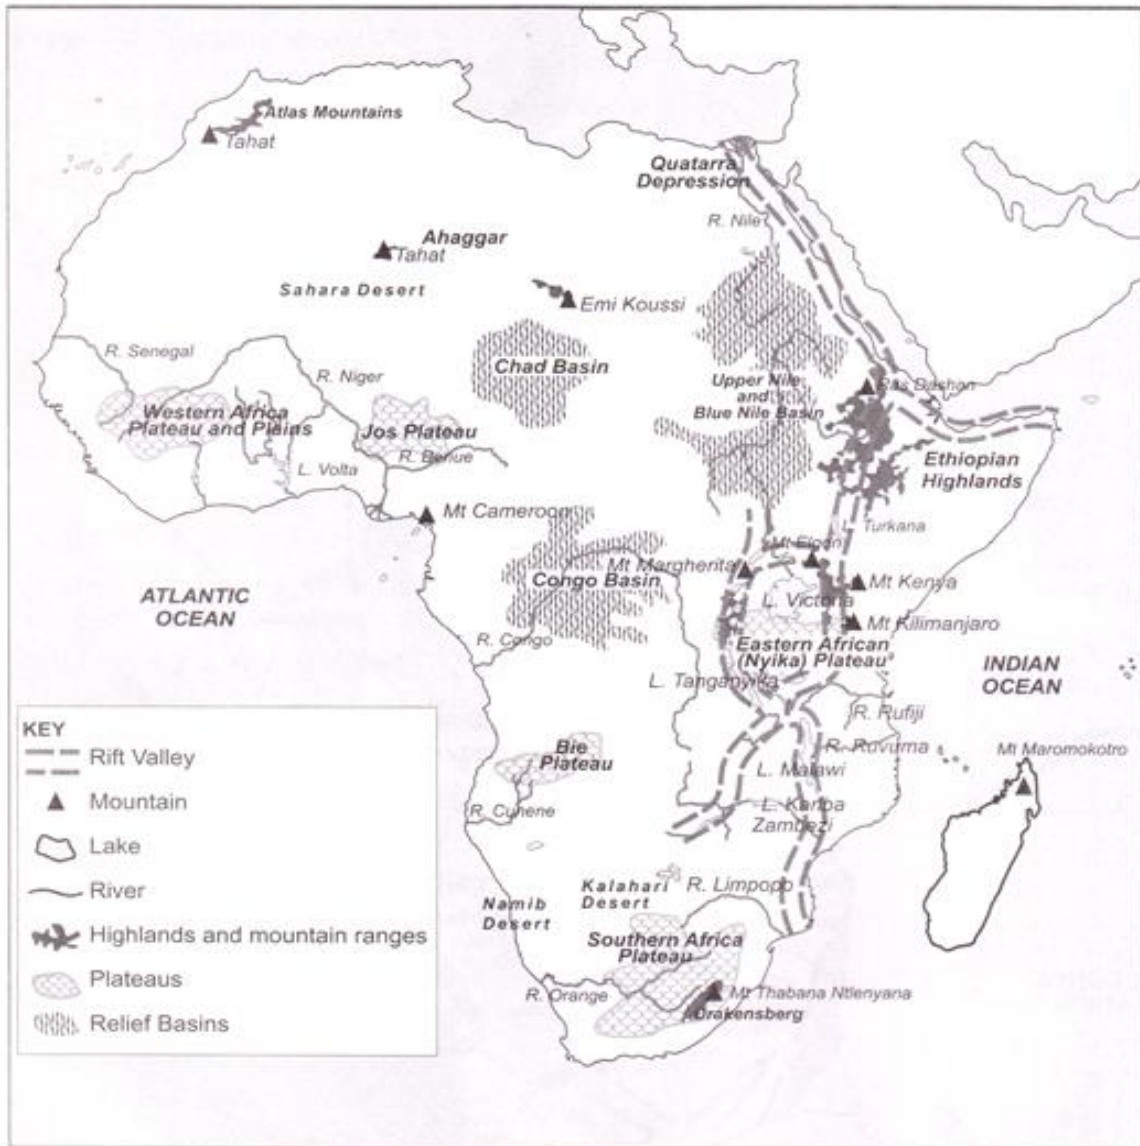 Atlas Mountains
Tahat
Quatarra
Depression
R. Nile
Ahaggar
Tahat
Sahara Desert
Emi Koussi
R. Senegal
R. Niger
Chad Basin
Upper Nile
and
Blue Nile Basin
Ras Dashan
Western Africa
Plateau and Plains
Jos Plateau
R. Benue
L. Volta
Ethiopian
Highlands
Mt Cameroon
L. Turkana
Mt Elgon
Mt Margherita
Congo Basin
Mt Kenya
L. Victoria
Mt Kilimanjaro
ATLANTIC
OCEAN
R. Congo
Eastern African
(Nyika) Plateau
INDIAN
OCEAN
L. Tanganyika
R. Rufiji
R. Ruvuma
Mt Maromokotro
Bie
Plateau
L. Malawi
R. Cunene
L. Kariba
Zambezi
Kalahari
Desert
R. Limpopo
Namib
Desert
Southern Africa
Plateau
R. Orange
Mt Thabana Ntlenyana
Drakensberg
KEY
Rift Valley
Mountain
Lake
River
Highlands and mountain ranges
Plateaus
Relief Basins